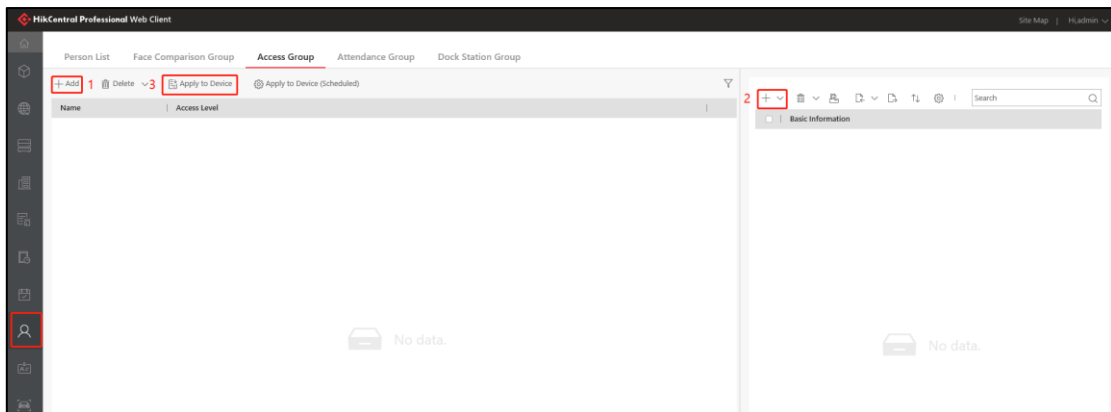 HikCentral Professional Web Client
Site Map | Hi,admin
Person List Face Comparison Group Access Group Attendance Group Dock Station Group
Add 1 Delete 3 Apply to Device Apply to Device (Scheduled)
2 Search
Name Access Level
Basic Information
No data.
No data.